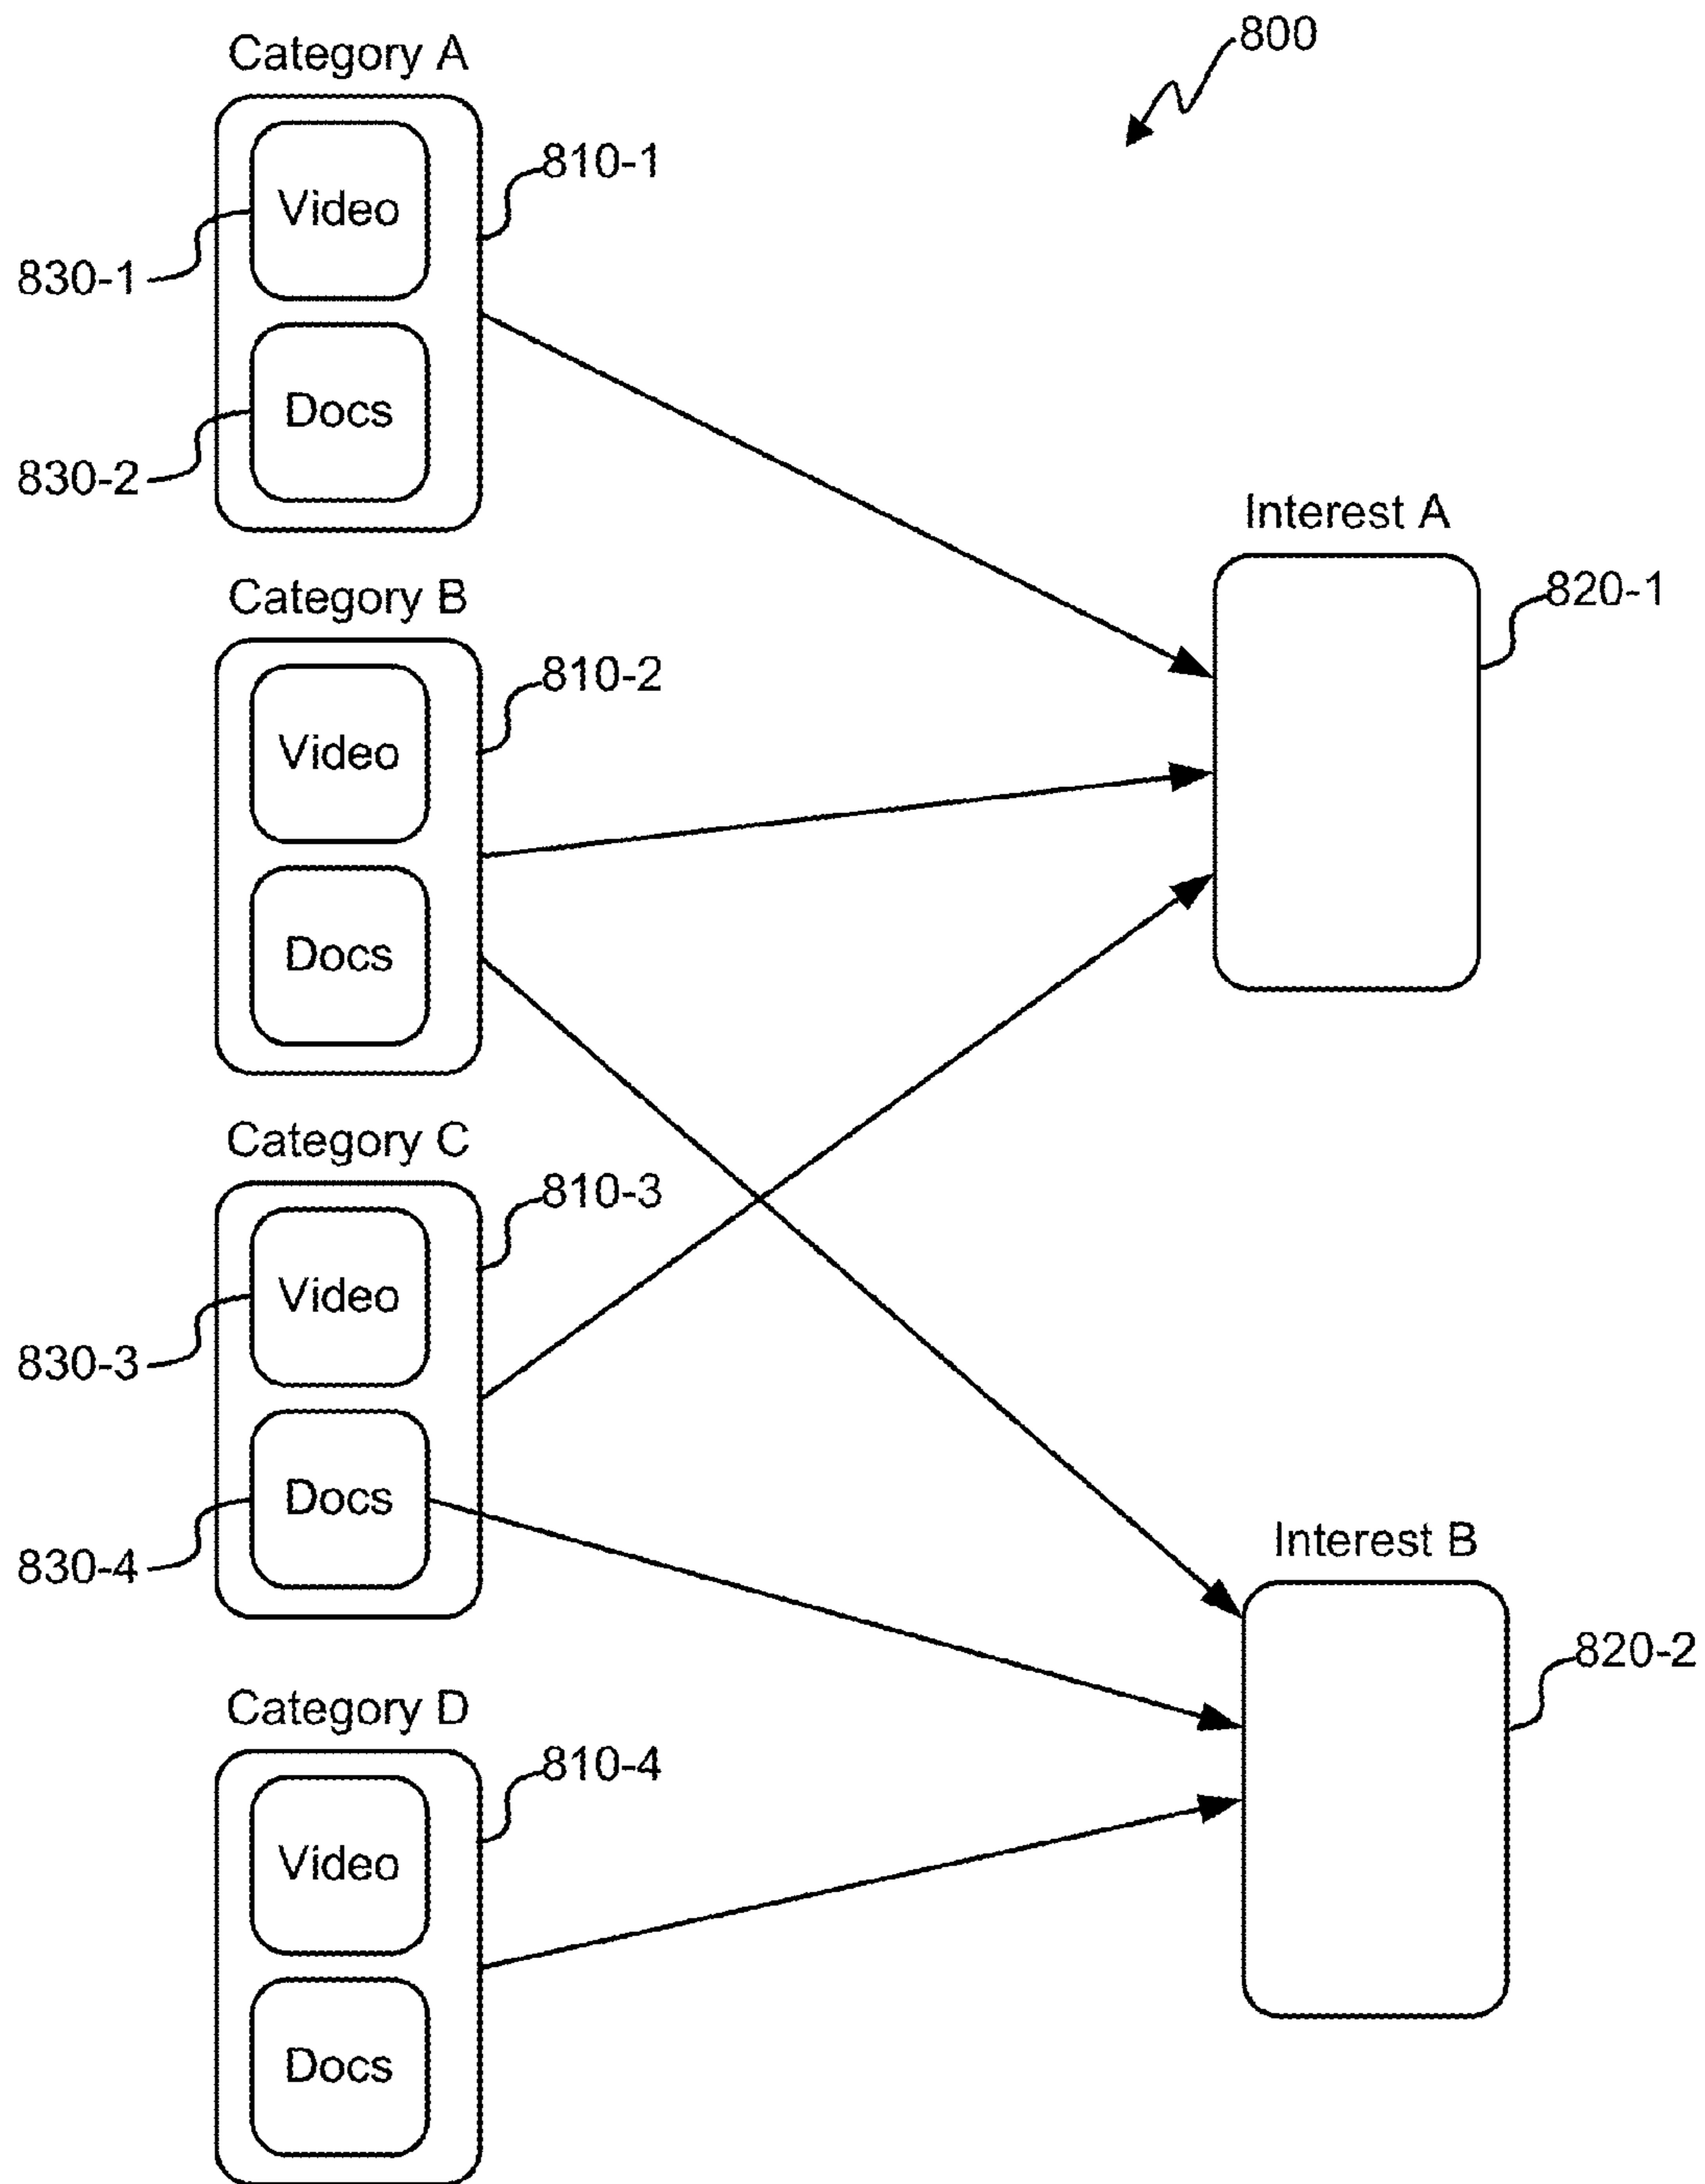 800
Category A
Video
810-1
830-1
Docs
830-2
Interest A
820-1
Category B
Video
810-2
Docs
Category C
810-3
Video
830-3
Docs
830-4
Interest B
820-2
Category D
810-4
Video
Docs